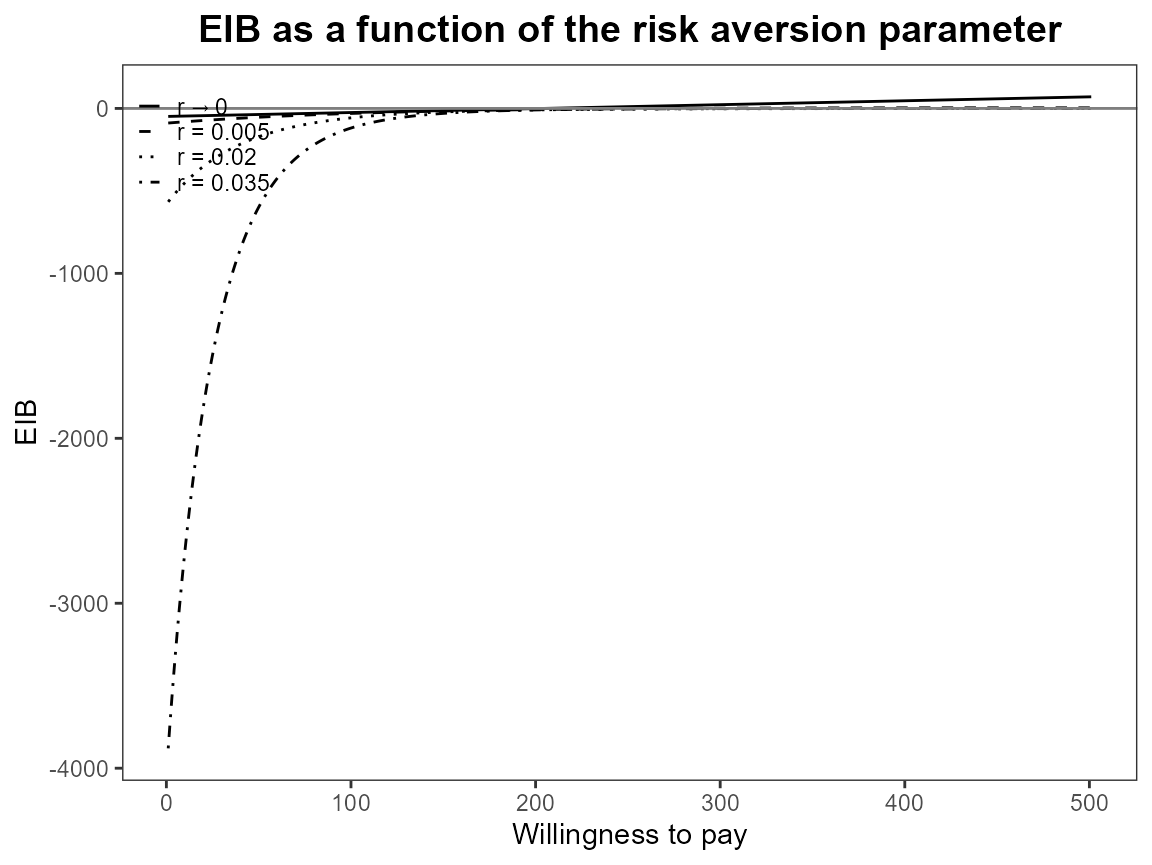 EIB as a function of the risk aversion parameter
r → 0
r = 0.005
r = 0.02
r = 0.035
0
-1000
-2000
-3000
-4000
EIB
0 100 200 300 400 500
Willingness to pay